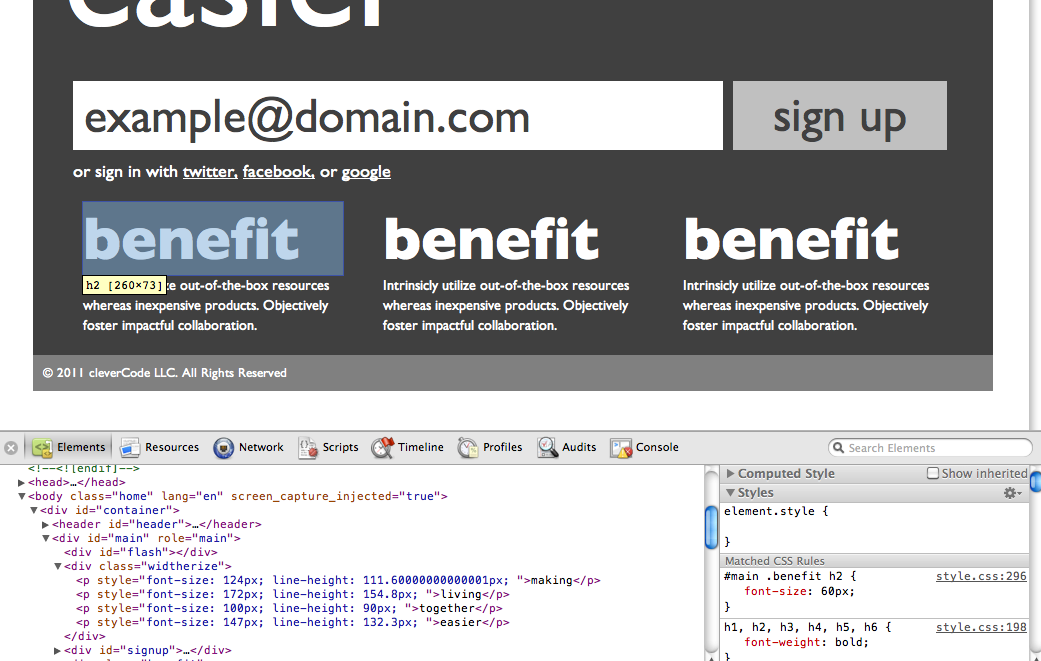 easier
example@domain.com
sign up
or sign in with twitter, facebook, or google
benefit
h2 [260×73]
ze out-of-the-box resources
whereas inexpensive products. Objectively
foster impactful collaboration.
benefit
Intrinsicly utilize out-of-the-box resources
whereas inexpensive products. Objectively
foster impactful collaboration.
benefit
Intrinsicly utilize out-of-the-box resources
whereas inexpensive products. Objectively
foster impactful collaboration.
© 2011 cleverCode LLC. All Rights Reserved
Elements Resources Network Scripts Timeline Profiles Audits Console Search Elements
<!--<![endif]-->
▶<head>…</head>
▼<body class="home" lang="en" screen_capture_injected="true">
▼<div id="container">
▶<header id="header">…</header>
▼<div id="main" role="main">
<div id="flash"></div>
▼<div class="widtherize">
<p style="font-size: 124px; line-height: 111.60000000000001px; ">making</p>
<p style="font-size: 172px; line-height: 154.8px; ">living</p>
<p style="font-size: 100px; line-height: 90px; ">together</p>
<p style="font-size: 147px; line-height: 132.3px; ">easier</p>
</div>
▶<div id="signup">…</div>
▶Computed Style Show inherited
▼Styles
element.style {
}
Matched CSS Rules
#main .benefit h2 { style.css:296
font-size: 60px;
}
h1, h2, h3, h4, h5, h6 { style.css:198
font-weight: bold;
}